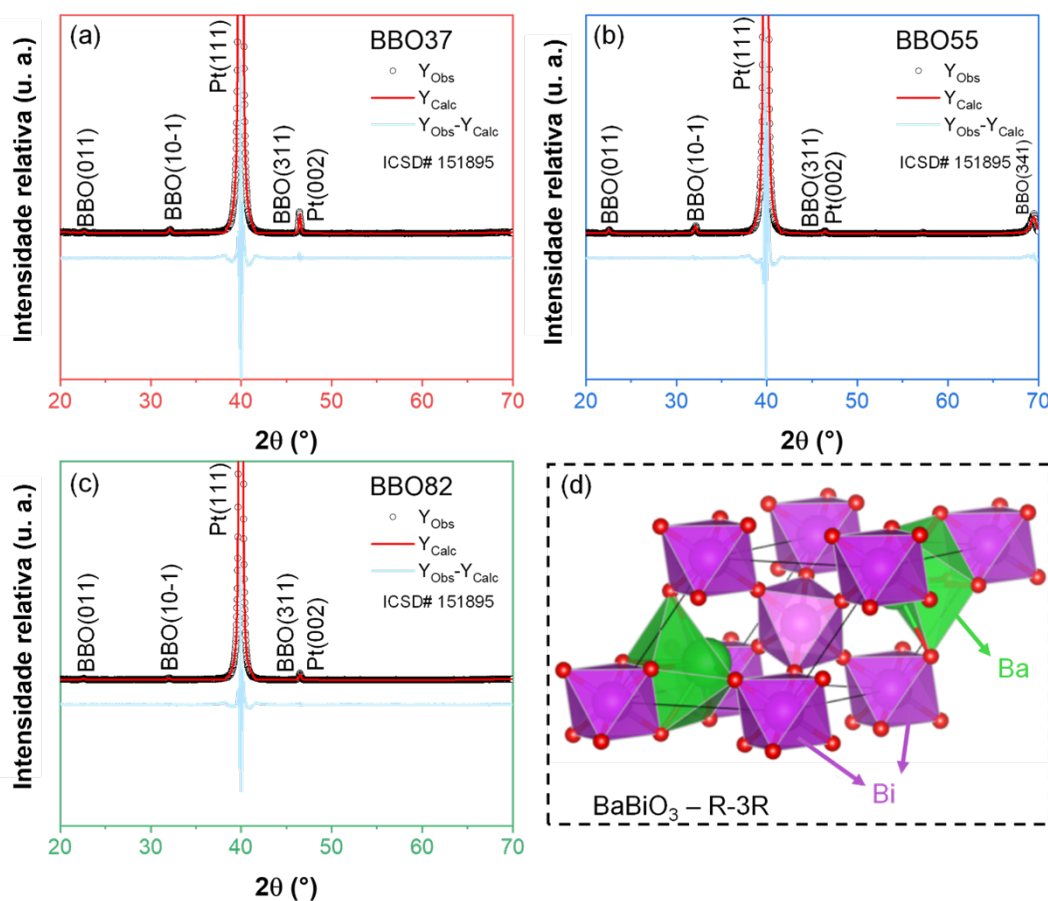 (a)
BBO37
Y_Obs
Y_Calc
Y_Obs-Y_Calc
ICSD# 151895
BBO(011)
BBO(10-1)
Pt(111)
BBO(311)
Pt(002)
Intensidade relativa (u. a.)
20 30 40 50 60 70
2θ (°)
(b)
BBO55
Y_Obs
Y_Calc
Y_Obs-Y_Calc
ICSD# 151895
BBO(011)
BBO(10-1)
Pt(111)
BBO(311)
Pt(002)
BBO(341)
Intensidade relativa (u. a.)
20 30 40 50 60 70
2θ (°)
(c)
BBO82
Y_Obs
Y_Calc
Y_Obs-Y_Calc
ICSD# 151895
BBO(011)
BBO(10-1)
Pt(111)
BBO(311)
Pt(002)
Intensidade relativa (u. a.)
20 30 40 50 60 70
2θ (°)
(d)
Ba
Bi
BaBiO₃ – R-3R